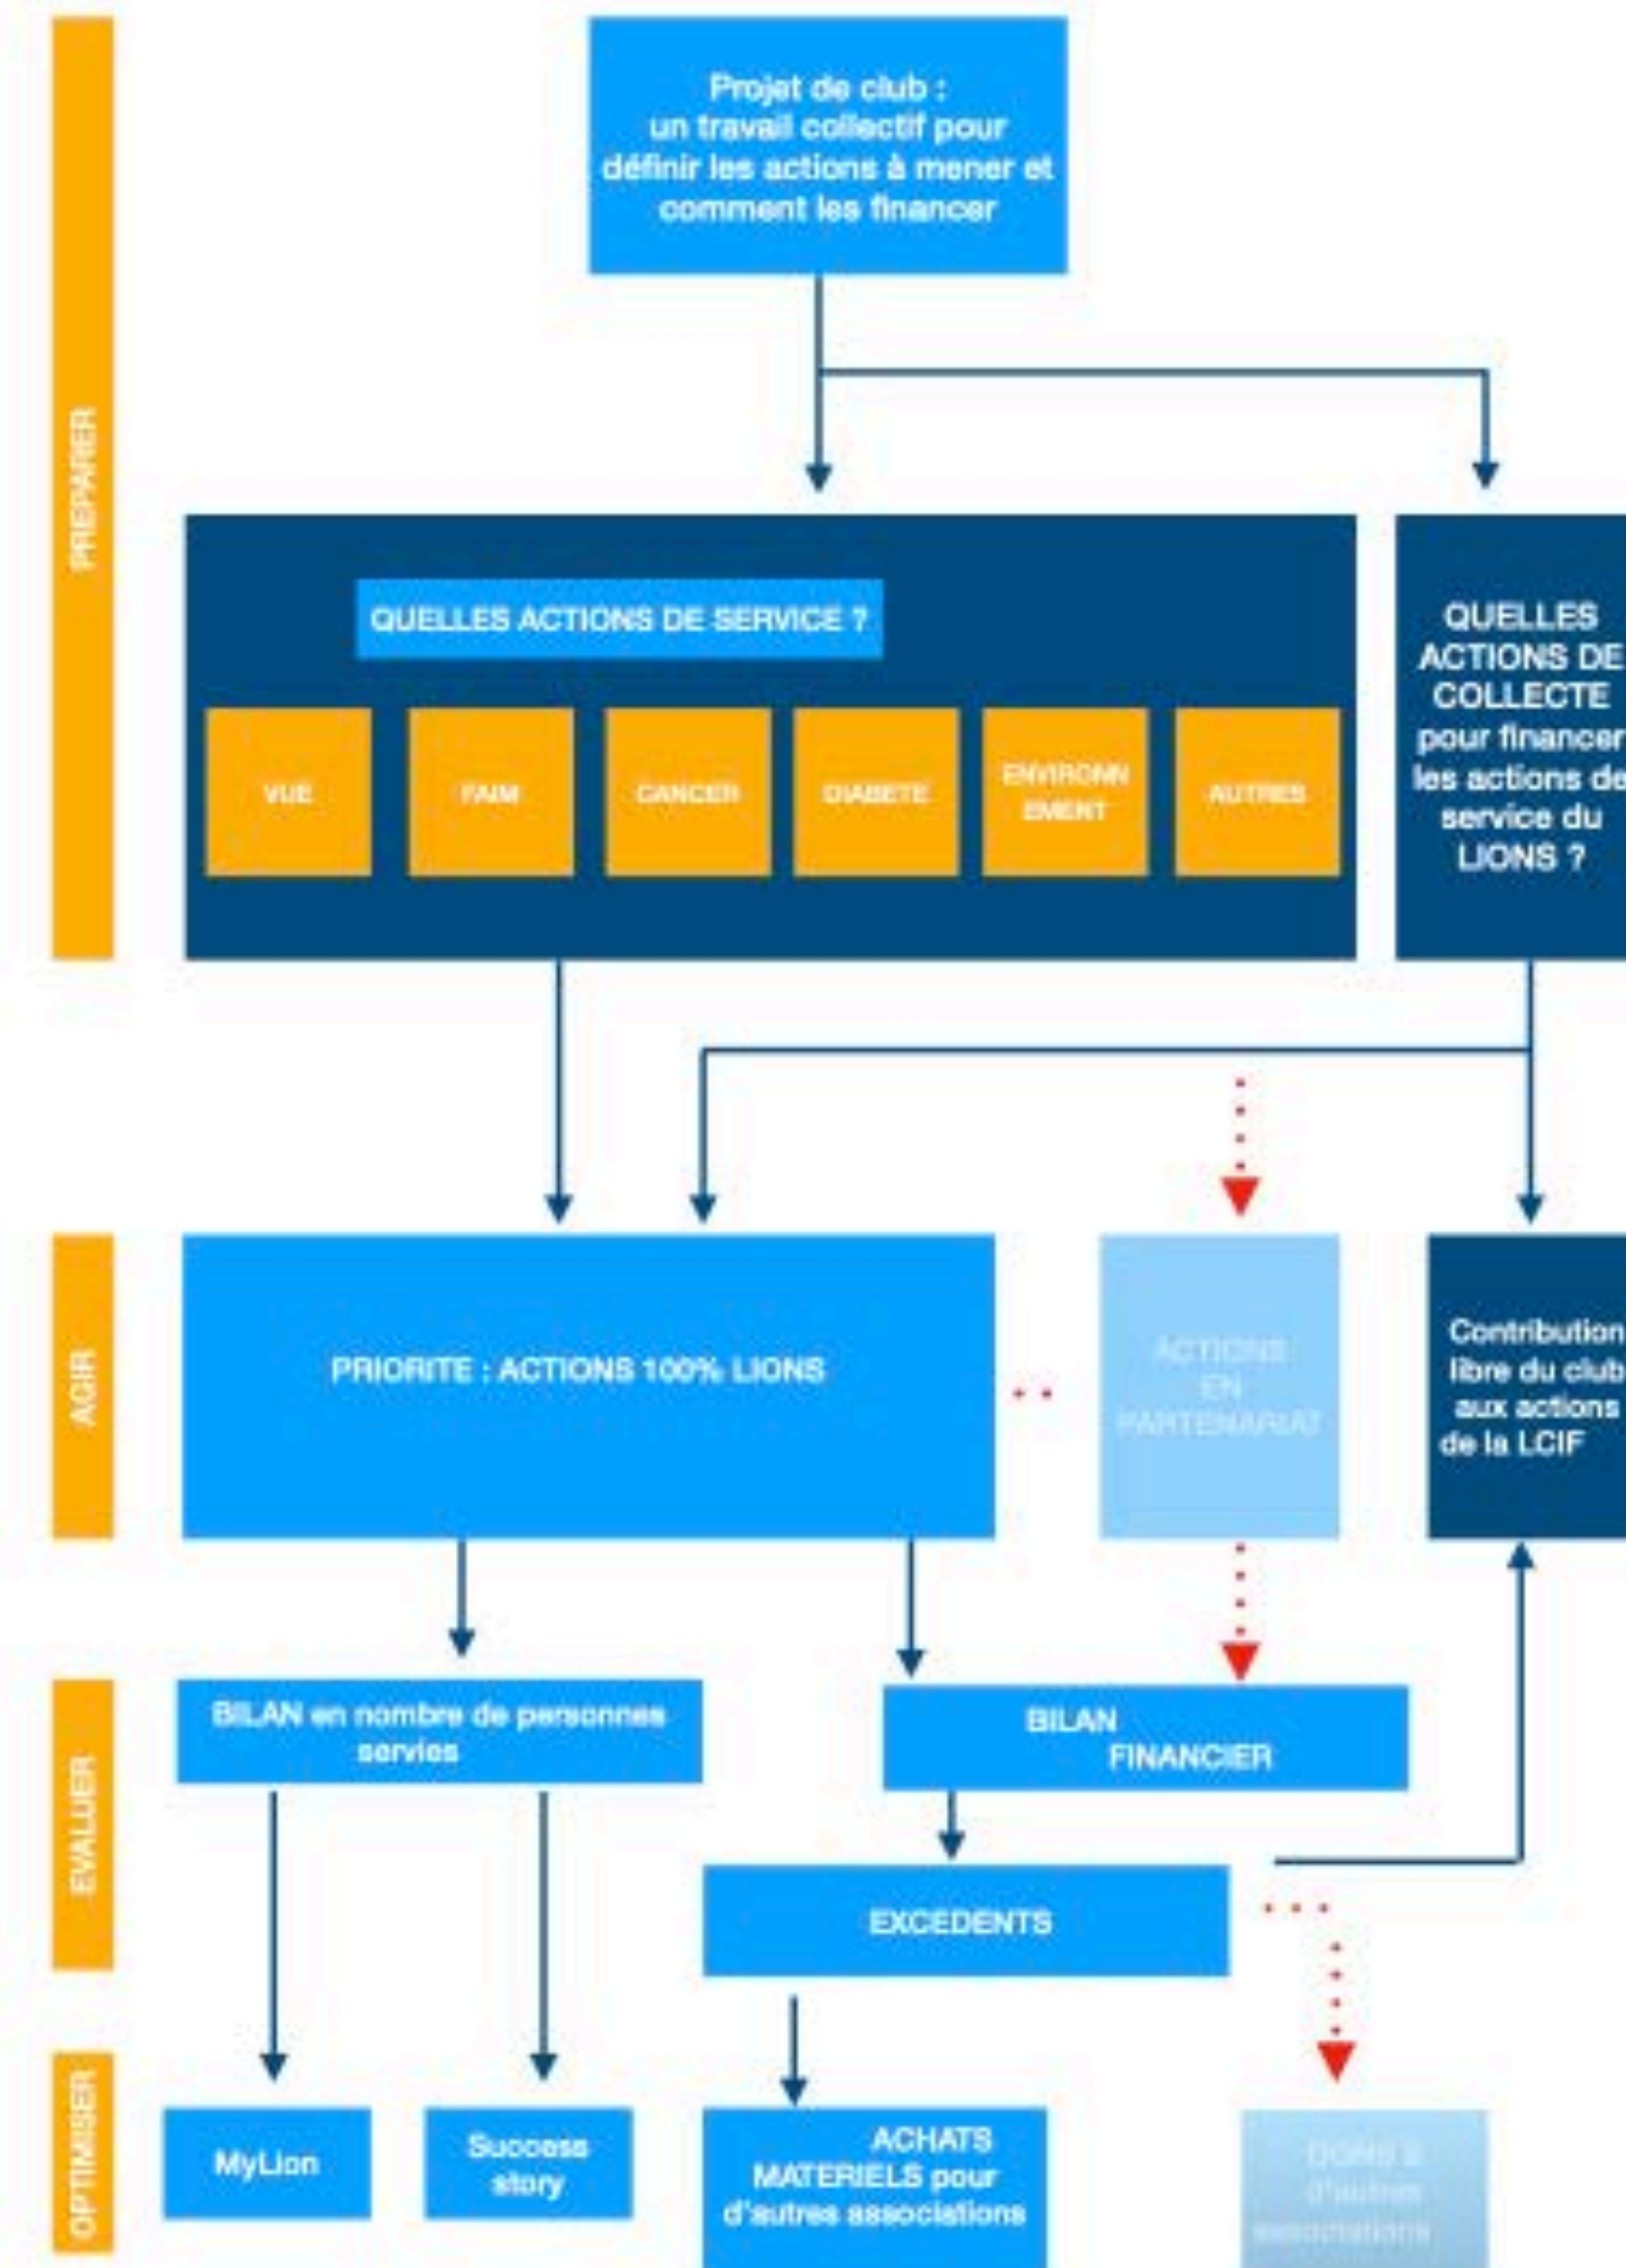 PREPARER
Projet de club :
un travail collectif pour
définir les actions à mener et
comment les financer
QUELLES ACTIONS DE SERVICE ?
VUE
FAIM
CANCER
DIABETE
ENVIRONN
EMENT
AUTRES
QUELLES
ACTIONS DE
COLLECTE
pour financer
les actions de
service du
LIONS ?
AGIR
PRIORITE : ACTIONS 100% LIONS
ACTIONS
EN
PARTENARIAT
Contribution
libre du club
aux actions
de la LCIF
EVALUER
BILAN en nombre de personnes
servies
BILAN
FINANCIER
EXCEDENTS
OPTIMISER
MyLion
Success
story
ACHATS
MATERIELS pour
d'autres associations
DONS à
d'autres
associations